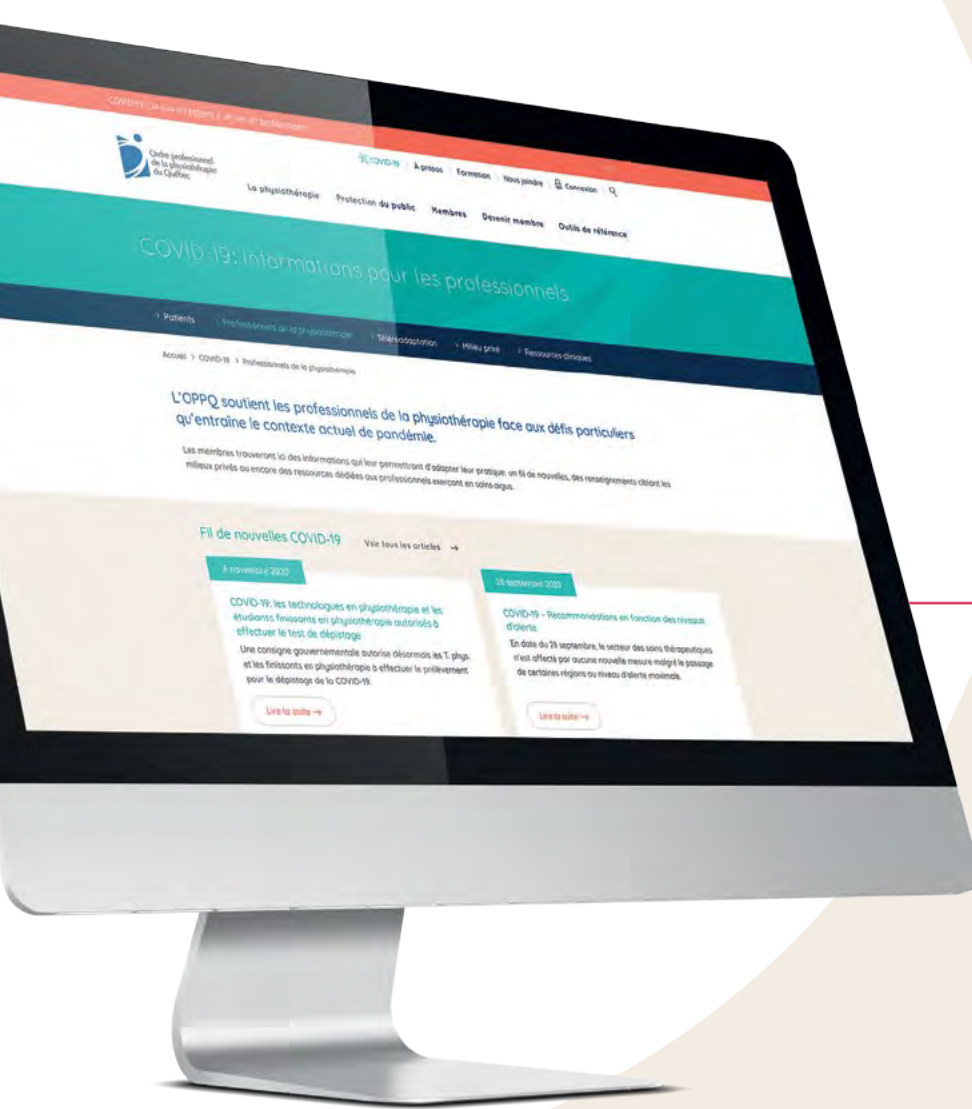 Ordre professionnel
de la physiothérapie
du Québec
COVID-19 À propos Formation Nous joindre Connexion
La physiothérapie Protection du public Membres Devenir membre Outils de référence
COVID-19: Informations pour les professionnels
> Patients > Professionnels de la physiothérapie > Téléréadaptation > Milieu privé > Ressources cliniques
Accueil > COVID-19 > Professionnels de la physiothérapie
L'OPPQ soutient les professionnels de la physiothérapie face aux défis particuliers
qu'entraîne le contexte actuel de pandémie.
Les membres trouveront ici des informations qui leur permettront d'adapter leur pratique: un fil de nouvelles, des renseignements ciblant les
milieux privés ou encore des ressources dédiées aux professionnels exerçant en soins aigus.
Fil de nouvelles COVID-19 Voir tous les articles →
6 novembre 2020
COVID-19: les technologues en physiothérapie et les
étudiants finissants en physiothérapie autorisés à
effectuer le test de dépistage
Une consigne gouvernementale autorise désormais les T. phys.
et les finissants en physiothérapie à effectuer le prélèvement
pour le dépistage de la COVID-19.
Lire la suite →
28 septembre 2020
COVID-19 – Recommandations en fonction des niveaux
d'alerte
En date du 28 septembre, le secteur des soins thérapeutiques
n'est affecté par aucune nouvelle mesure malgré le passage
de certaines régions au niveau d'alerte maximale.
Lire la suite →